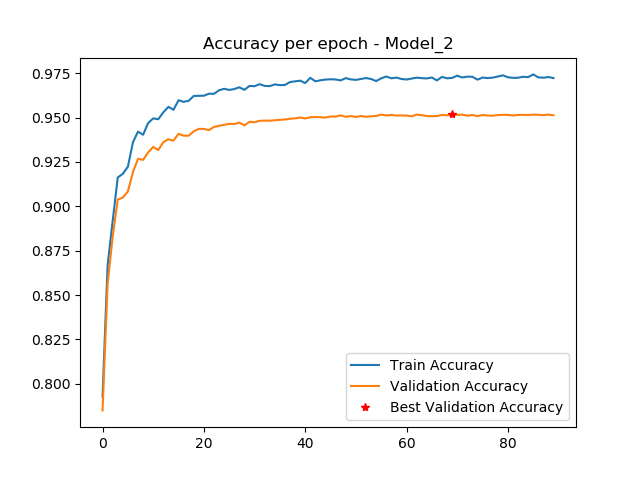 Accuracy per epoch - Model_2
0.975
0.950
0.925
0.900
0.875
0.850
0.825
0.800
Train Accuracy
Validation Accuracy
Best Validation Accuracy
0 20 40 60 80